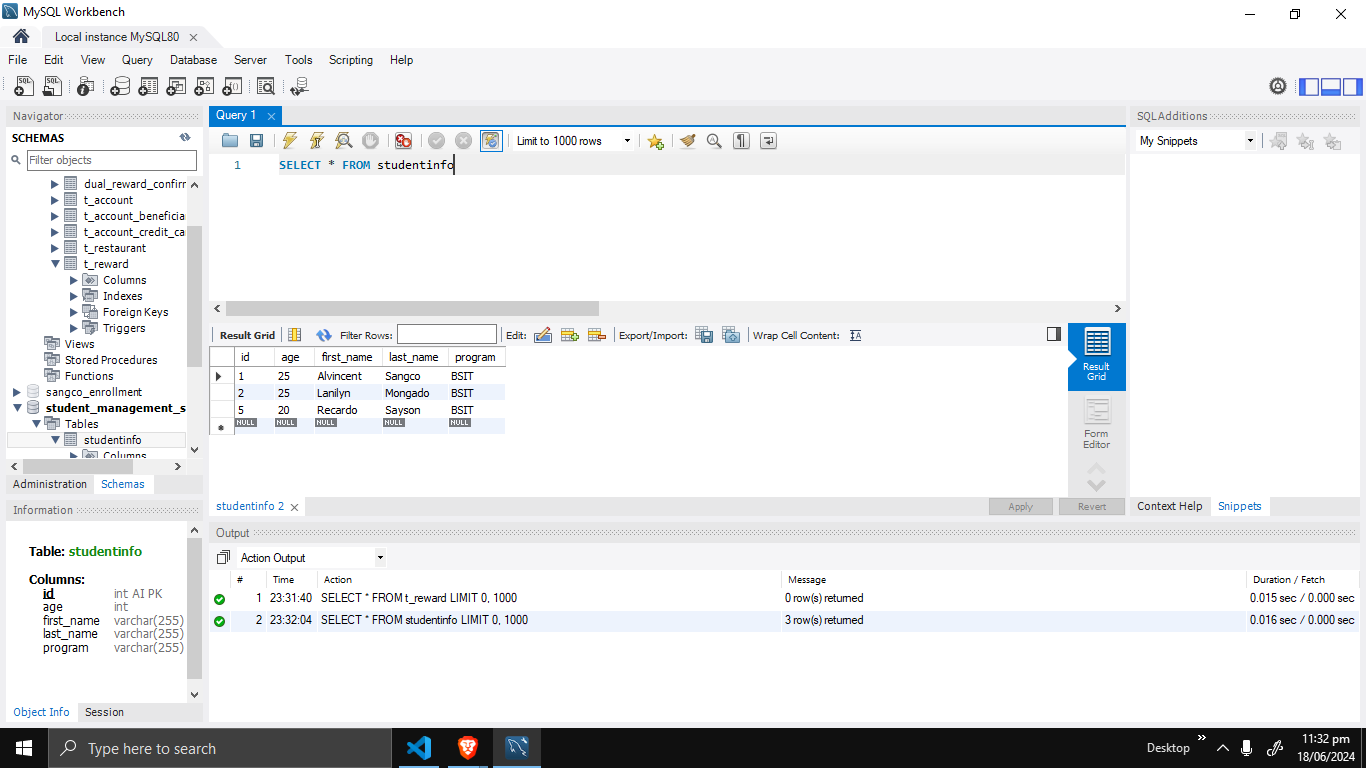 MySQL Workbench
Local instance MySQL80
File Edit View Query Database Server Tools Scripting Help
Navigator
SCHEMAS
Filter objects
dual_reward_confirr
t_account
t_account_beneficia
t_account_credit_ca
t_restaurant
t_reward
Columns
Indexes
Foreign Keys
Triggers
Views
Stored Procedures
Functions
sangco_enrollment
student_management_s
Tables
studentinfo
Columns
Administration Schemas
Information
Table: studentinfo
Columns:
id int AI PK
age int
first_name varchar(255)
last_name varchar(255)
program varchar(255)
Object Info Session
Query 1
Limit to 1000 rows
1 SELECT * FROM studentinfo
Result Grid Filter Rows: Edit: Export/Import: Wrap Cell Content:
id age first_name last_name program
1 25 Alvincent Sangco BSIT
2 25 Lanilyn Mongado BSIT
5 20 Recardo Sayson BSIT
NULL NULL NULL NULL NULL
Result
Grid
Form
Editor
studentinfo 2
Apply Revert
SQLAdditions
My Snippets
Context Help Snippets
Output
Action Output
# Time Action Message Duration / Fetch
1 23:31:40 SELECT * FROM t_reward LIMIT 0, 1000 0 row(s) returned 0.015 sec / 0.000 sec
2 23:32:04 SELECT * FROM studentinfo LIMIT 0, 1000 3 row(s) returned 0.016 sec / 0.000 sec
Type here to search
Desktop
11:32 pm
18/06/2024